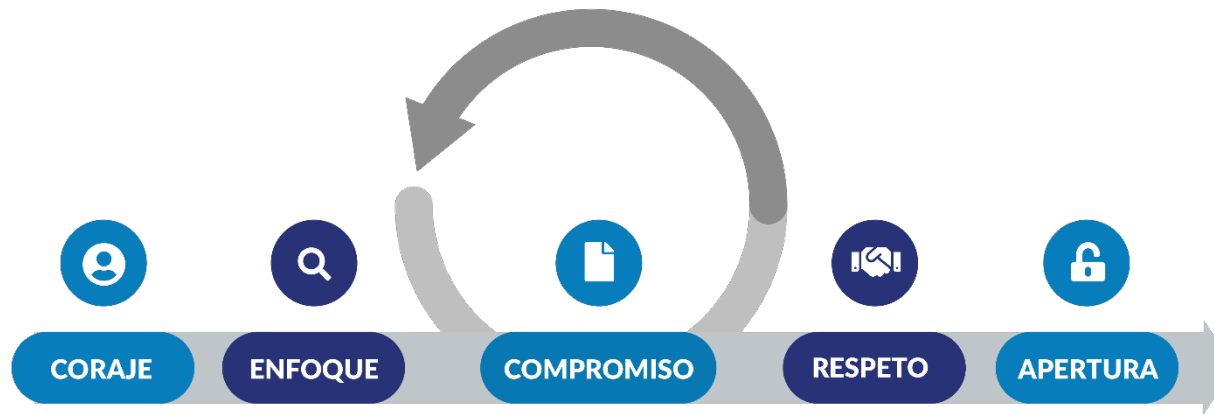 CORAJE
ENFOQUE
COMPROMISO
RESPETO
APERTURA